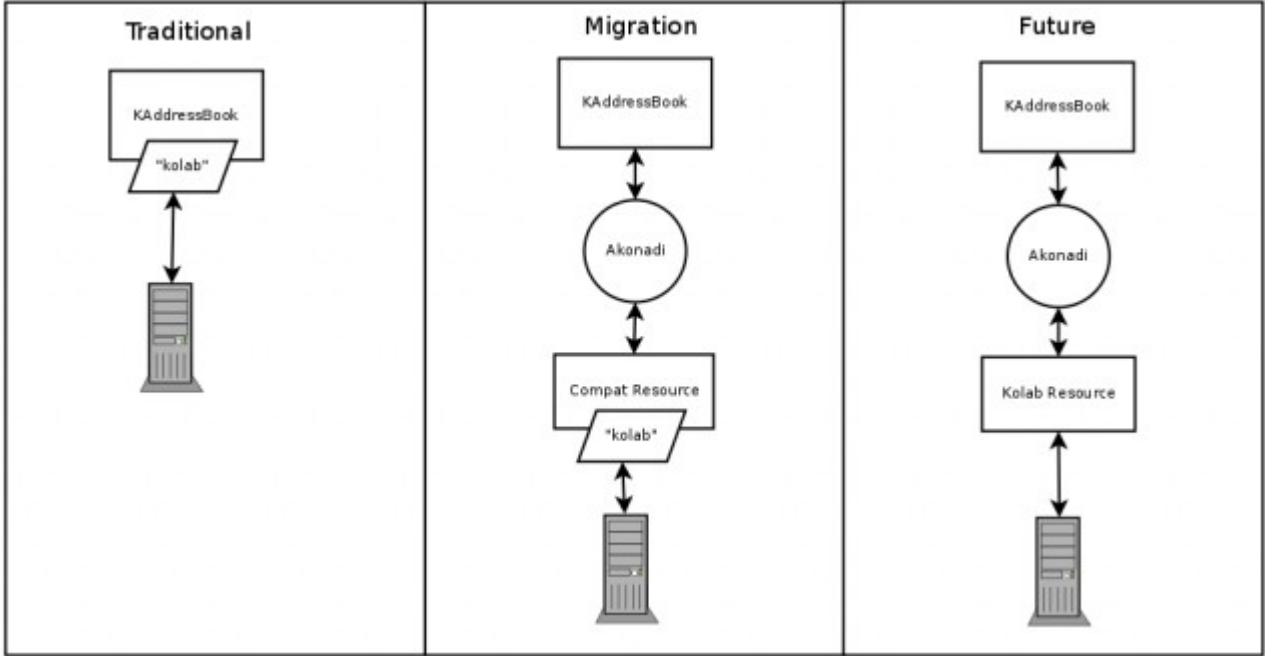 Traditional
KAddressBook
"kolab"
Migration
KAddressBook
Akonadi
Compat Resource
"kolab"
Future
KAddressBook
Akonadi
Kolab Resource